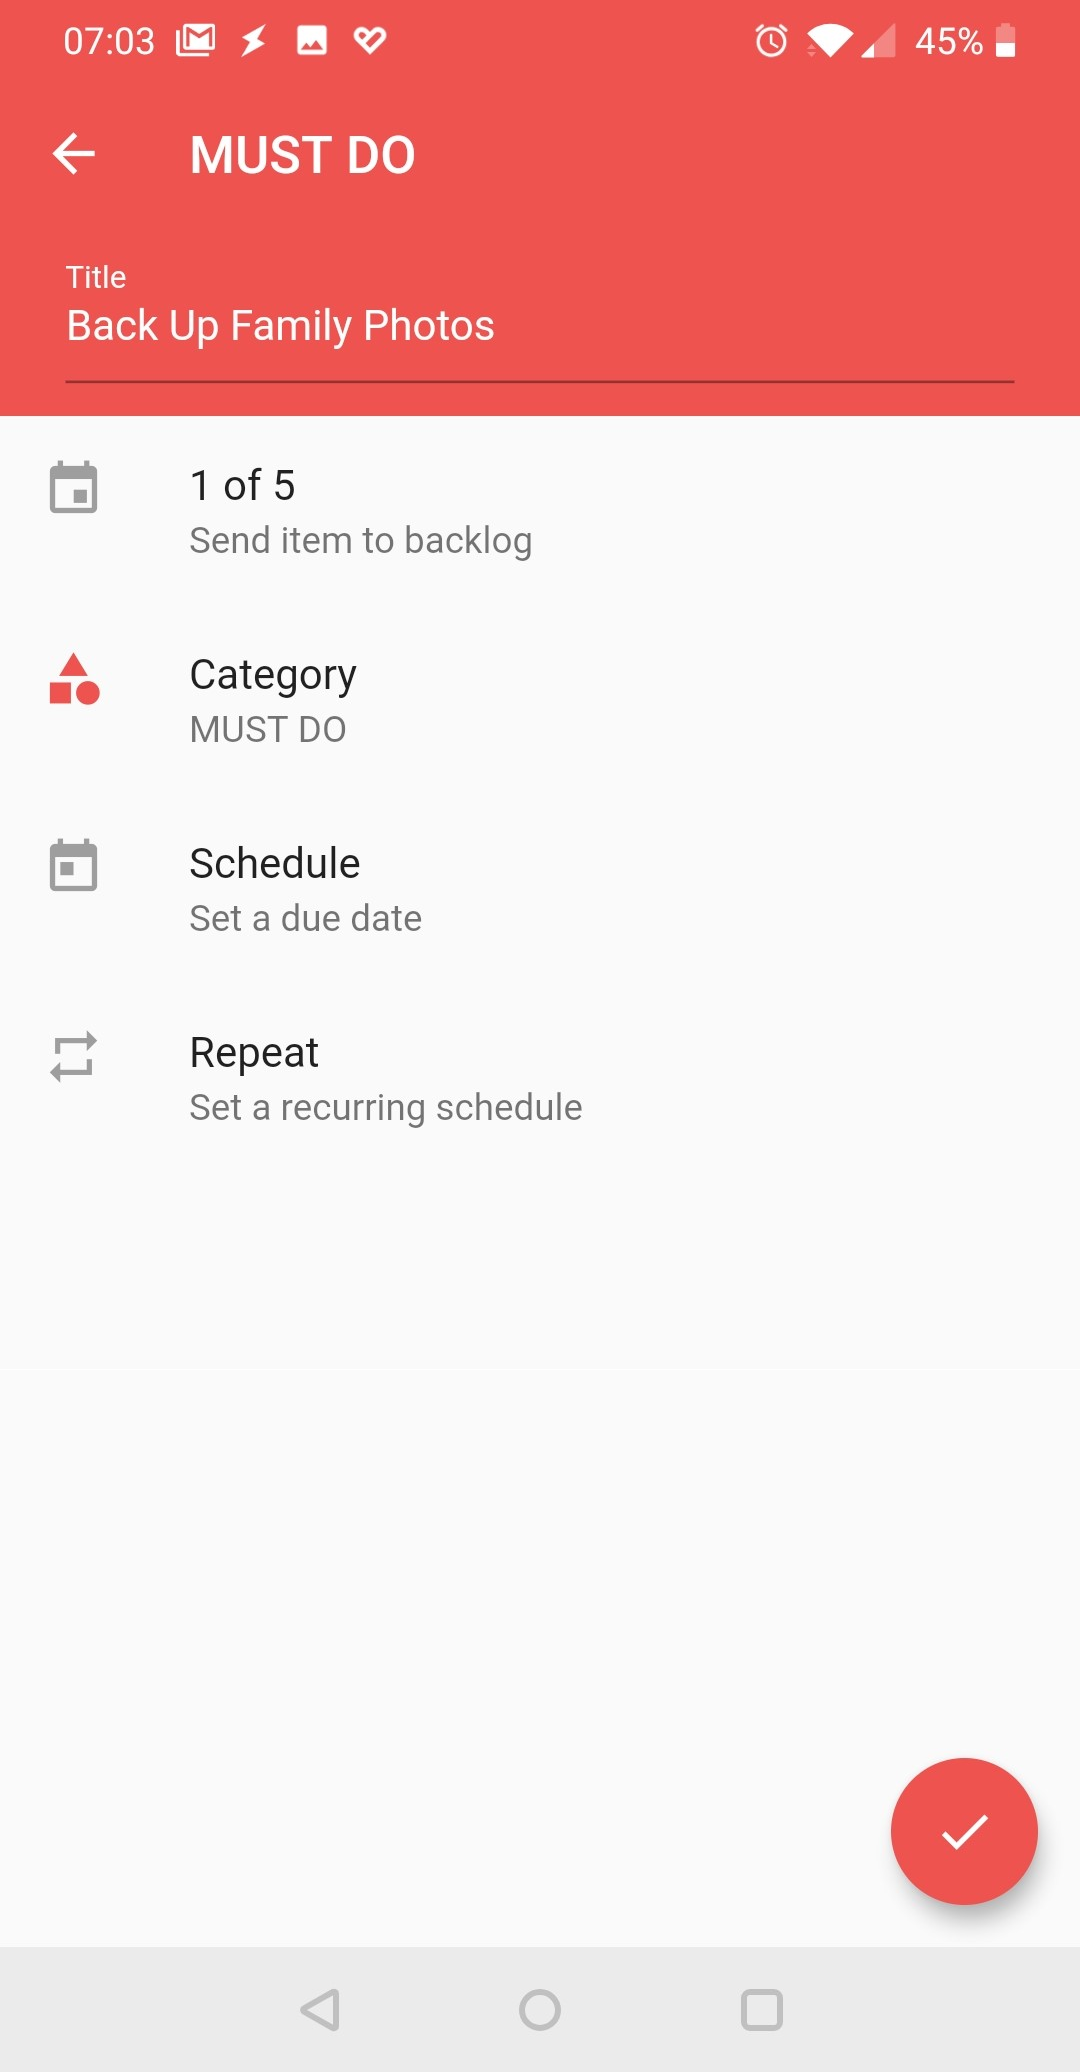 07:03 45%
MUST DO
Title
Back Up Family Photos
1 of 5
Send item to backlog
Category
MUST DO
Schedule
Set a due date
Repeat
Set a recurring schedule